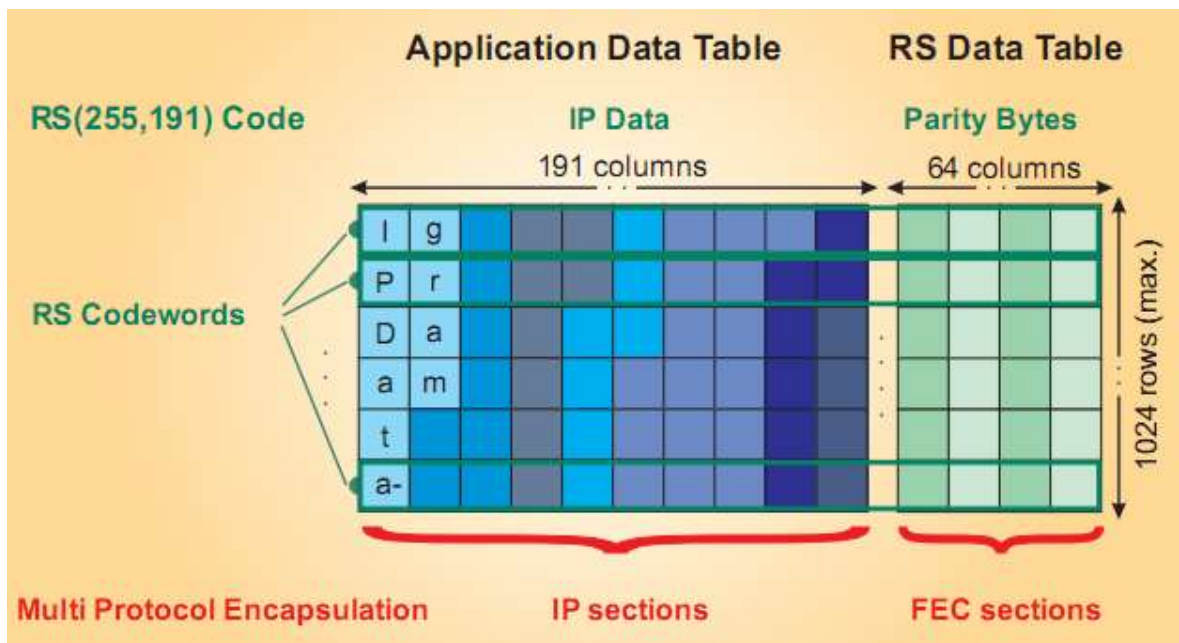 Application Data Table RS Data Table
RS(255,191) Code IP Data Parity Bytes
191 columns 64 columns
I g
P r
RS Codewords
D a
a m
t
a-
1024 rows (max.)
Multi Protocol Encapsulation IP sections FEC sections